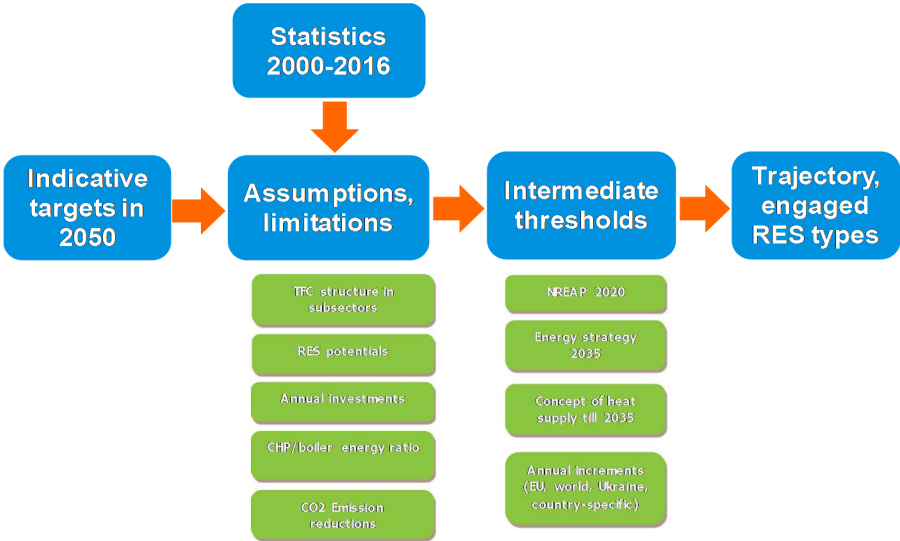 Statistics
2000-2016
Indicative
targets in
2050
Assumptions,
limitations
Intermediate
thresholds
Trajectory,
engaged
RES types
TFC structure in
subsectors
RES potentials
Annual investments
CHP/boiler energy ratio
CO2 Emission
reductions
NREAP 2020
Energy strategy
2035
Concept of heat
supply till 2035
Annual increments
(EU, world, Ukraine,
country-specific)